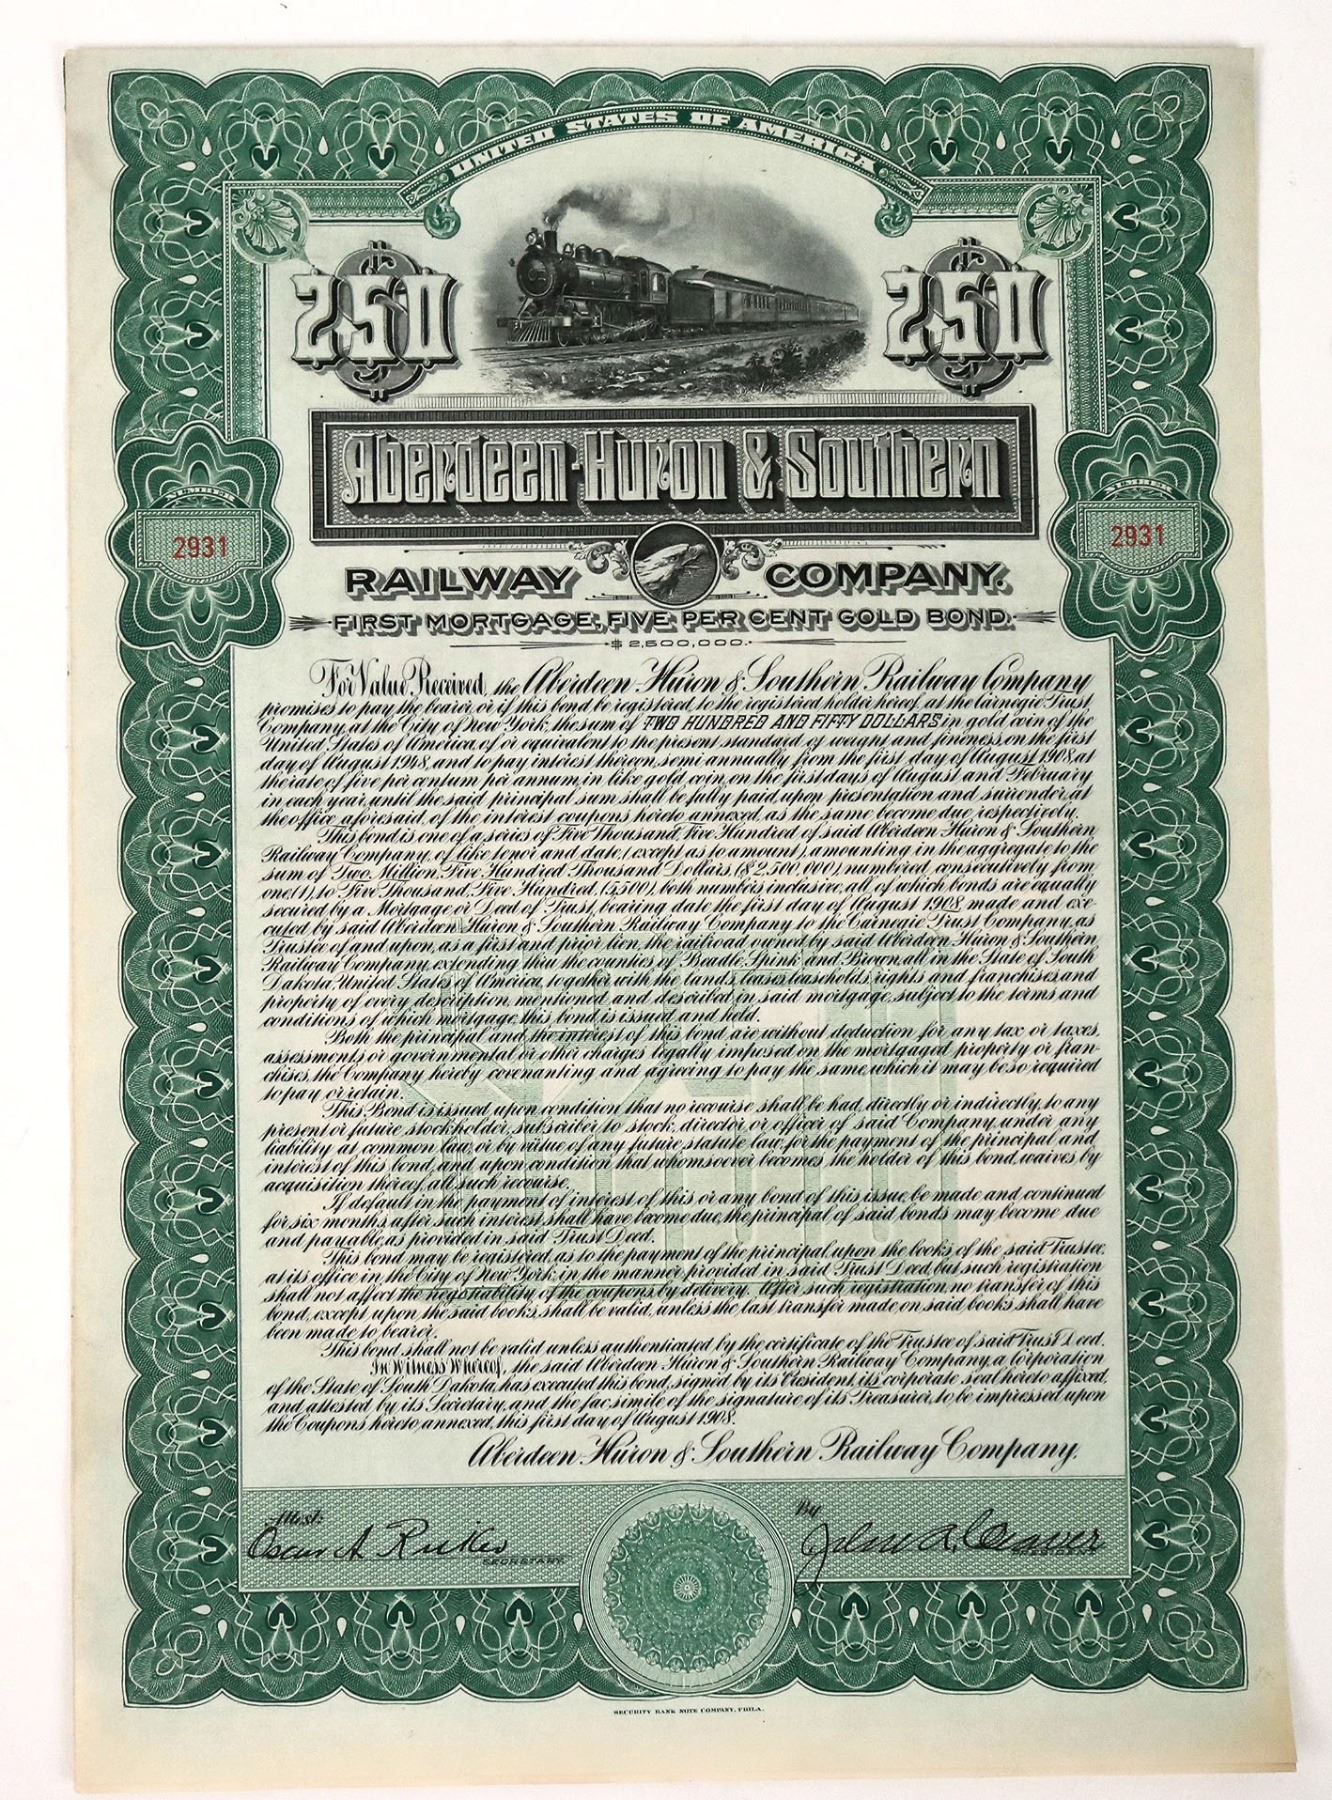 UNITED STATES OF AMERICA
250 250
Aberdeen-Huron & Southern
NUMBER NUMBER
2931 2931
RAILWAY COMPANY.
FIRST MORTGAGE, FIVE PER CENT GOLD BOND.
$2,500,000.
For Value Received, the Aberdeen-Huron & Southern Railway Company
promises to pay the bearer, or if this bond be registered, to the registered holder hereof, at the Carnegie Trust
Company, at the City of New York, the sum of TWO HUNDRED AND FIFTY DOLLARS in gold coin of the
United States of America, of or equivalent to the present standard of weight and fineness, on the first
day of August 1948, and to pay interest thereon, semi annually from the first day of August 1908, at
the rate of five per centum per annum, in like gold coin, on the first days of August and February
in each year, until the said principal sum shall be fully paid, upon presentation and surrender, at
the office aforesaid, of the interest coupons hereto annexed, as the same become due respectively.
This bond is one of a series of Five Thousand, Five Hundred of said Aberdeen-Huron & Southern
Railway Company, of like tenor and date, (except as to amount), amounting in the aggregate to the
sum of Two Million, Five Hundred Thousand Dollars, ($2,500,000), numbered, consecutively from
one, (1), to Five Thousand, Five Hundred, (5,500), both numbers inclusive, all of which bonds are equally
secured by a Mortgage or Deed of Trust, bearing date the first day of August 1908, made and exe-
cuted by said Aberdeen-Huron & Southern Railway Company to the Carnegie Trust Company, as
Trustee of and upon, as a first and prior lien, the railroad owned by said Aberdeen-Huron & Southern
Railway Company, extending thru the counties of Beadle, Spink and Brown, all in the State of South
Dakota, United States of America, together with the lands, leases, leaseholds, rights and franchises, and
property of every description, mentioned and described in said mortgage, subject to the terms and
conditions of which mortgage, this bond is issued and held.
Both the principal and the interest of this bond are without deduction for any tax or taxes,
assessments or governmental or other charges legally imposed on the mortgaged property or fran-
chises, the Company hereby covenanting and agreeing to pay the same, which it may be so required
to pay or retain.
This Bond is issued upon condition that no recourse shall be had, directly or indirectly, to any
present or future stockholder, subscriber to stock, director, or officer of said Company, under any
liability at common law, or by virtue of any future statute law, for the payment of the principal and
interest of this bond, and upon condition that whomsoever becomes the holder of this bond, waives by
acquisition thereof, all such recourse.
If default in the payment of interest of this or any bond of this issue, be made and continued
for six months, after such interest shall have become due, the principal of said bonds may become due
and payable, as provided in said Trust Deed.
This bond may be registered, as to the payment of the principal, upon the books of the said Trustee,
at its office in the City of New York, in the manner provided in said Trust Deed, but such registration
shall not affect the negotiability of the coupons by delivery. After such registration, no transfer of this
bond, except upon the said books, shall be valid, unless the last transfer made on said books shall have
been made to bearer.
This bond shall not be valid unless authenticated by the certificate of the Trustee of said Trust Deed.
In Witness Whereof, the said Aberdeen-Huron & Southern Railway Company, a Corporation
of the State of South Dakota, has executed this bond, signed by its President, its corporate seal hereto affixed,
and attested by its Secretary, and the facsimile of the signature of its Treasurer, to be impressed upon
the Coupons hereto annexed, this first day of August 1908.
Aberdeen-Huron & Southern Railway Company.
Attest: By
Oscar A. SECRETARY. John A. PRESIDENT.
SECURITY BANK NOTE COMPANY, PHILA.